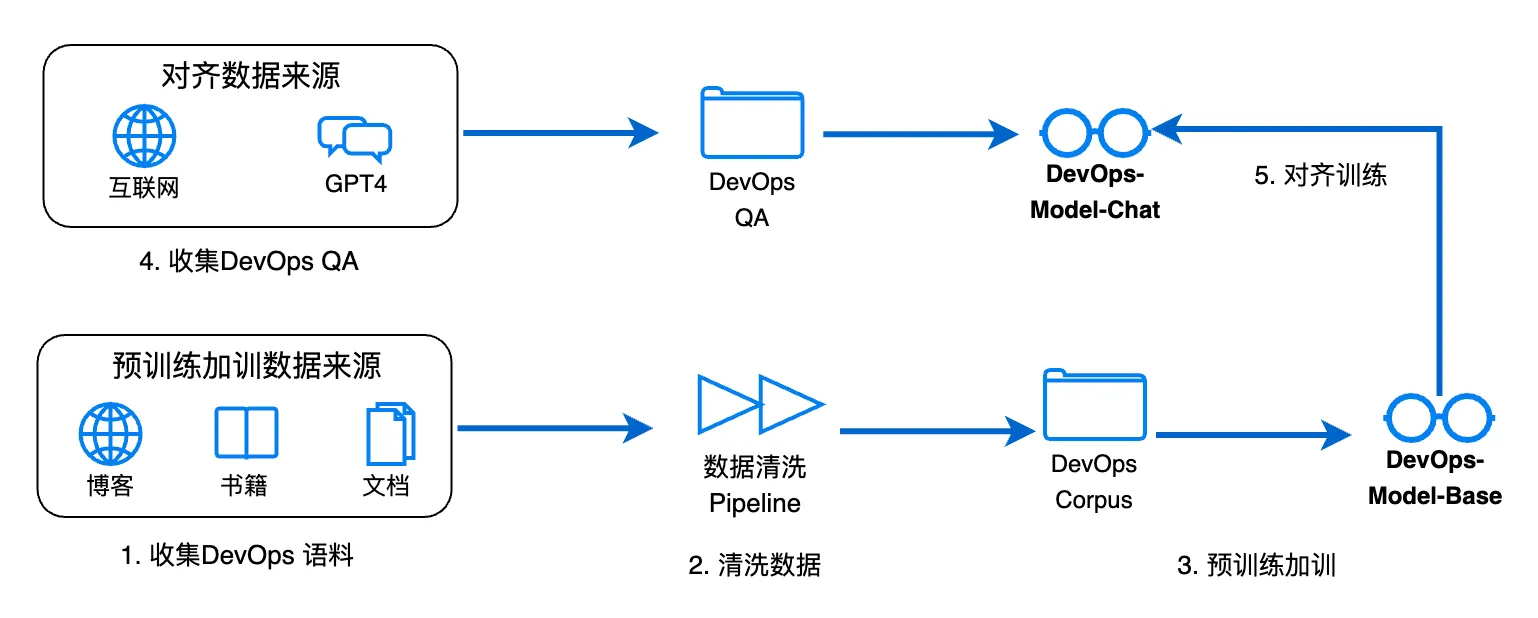 对齐数据来源
互联网
GPT4
4. 收集DevOps QA
DevOps
QA
DevOps-
Model-Chat
5. 对齐训练
预训练加训数据来源
博客
书籍
文档
1. 收集DevOps 语料
数据清洗
Pipeline
2. 清洗数据
DevOps
Corpus
3. 预训练加训
DevOps-
Model-Base